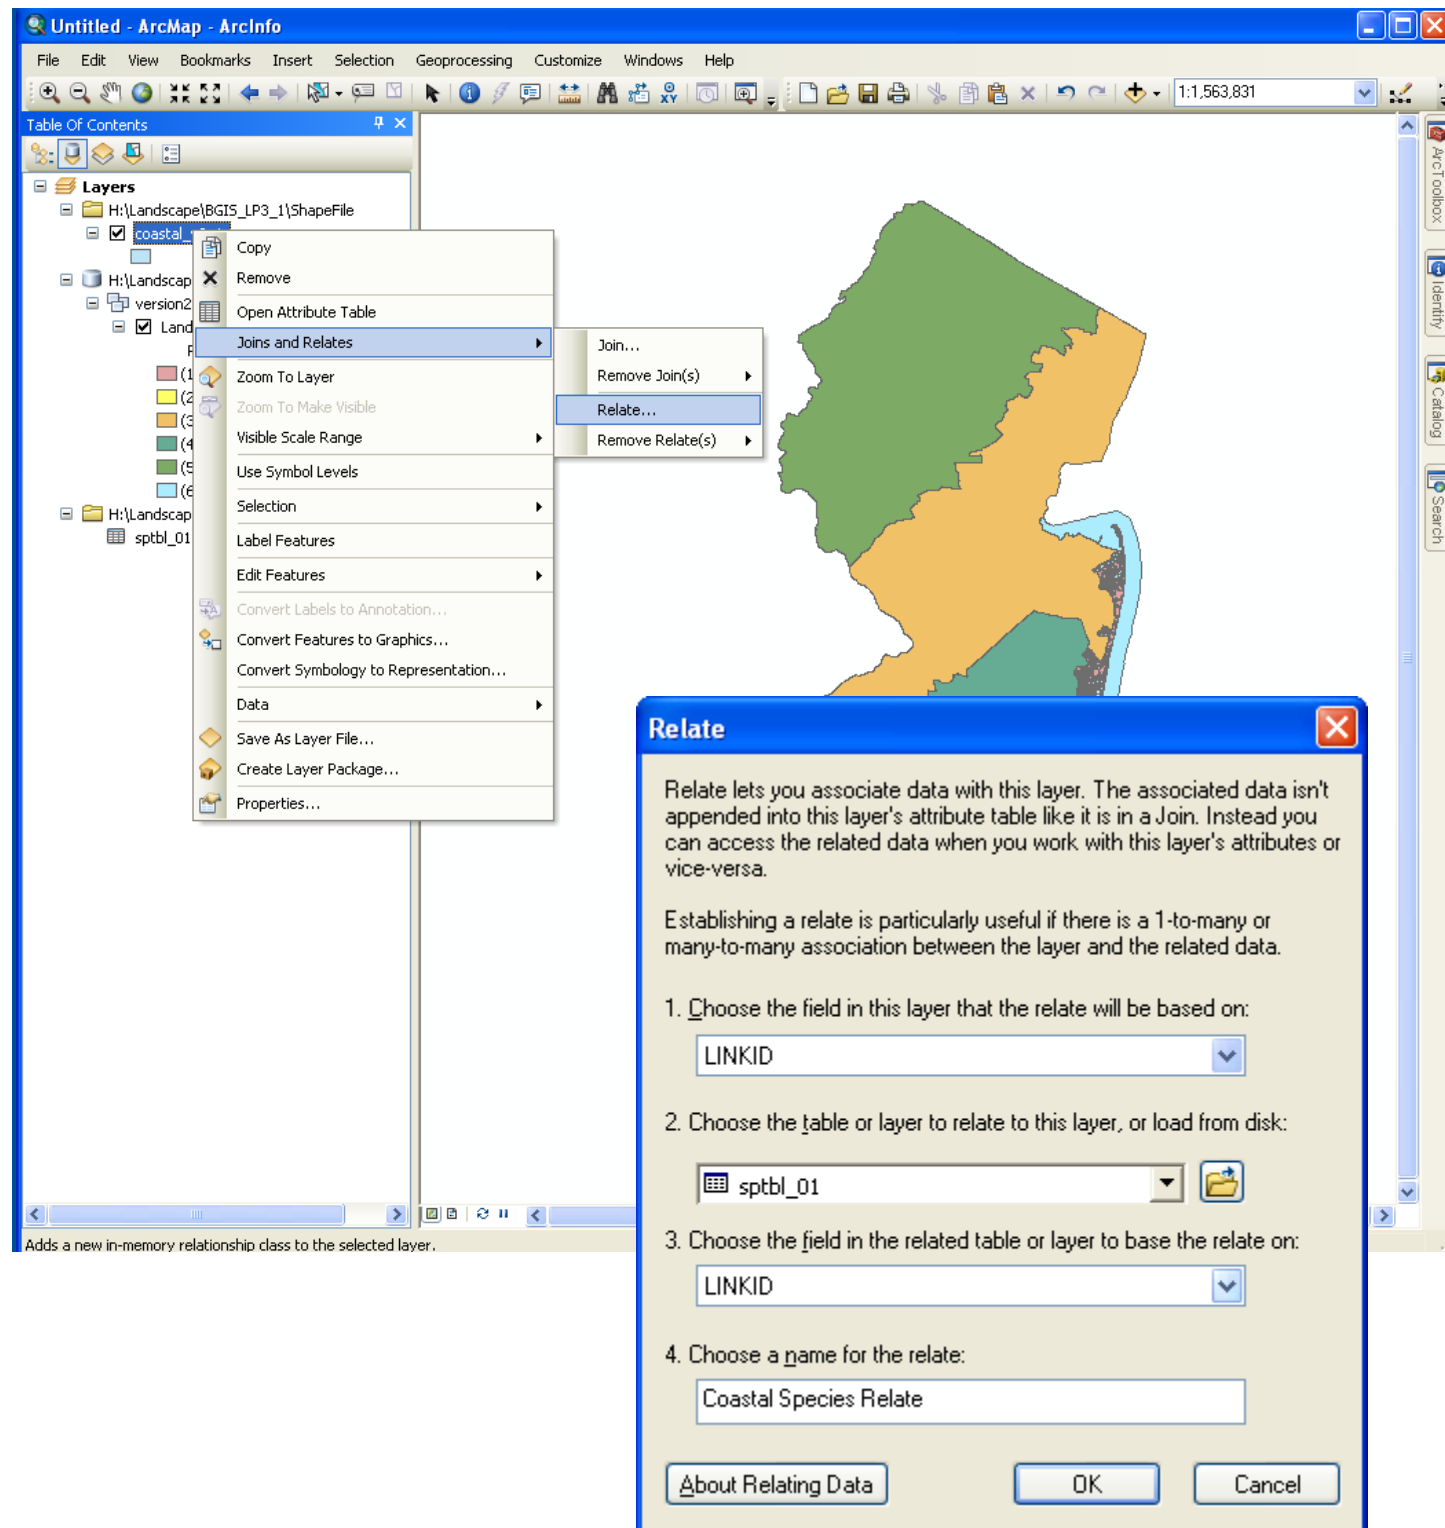 Untitled - ArcMap - ArcInfo
File Edit View Bookmarks Insert Selection Geoprocessing Customize Windows Help
1:1,563,831
Table Of Contents
Layers
H:\Landscape\BGIS_LP3_1\ShapeFile
coastal_
H:\Landscap
version2
Land
(1
(2
(3
(4
(5
(6
H:\Landscap
sptbl_01
Copy
Remove
Open Attribute Table
Joins and Relates
Zoom To Layer
Zoom To Make Visible
Visible Scale Range
Use Symbol Levels
Selection
Label Features
Edit Features
Convert Labels to Annotation...
Convert Features to Graphics...
Convert Symbology to Representation...
Data
Save As Layer File...
Create Layer Package...
Properties...
Join...
Remove Join(s)
Relate...
Remove Relate(s)
ArcToolbox
Identify
Catalog
Search
Adds a new in-memory relationship class to the selected layer.
Relate
Relate lets you associate data with this layer. The associated data isn't
appended into this layer's attribute table like it is in a Join. Instead you
can access the related data when you work with this layer's attributes or
vice-versa.
Establishing a relate is particularly useful if there is a 1-to-many or
many-to-many association between the layer and the related data.
1. Choose the field in this layer that the relate will be based on:
LINKID
2. Choose the table or layer to relate to this layer, or load from disk:
sptbl_01
3. Choose the field in the related table or layer to base the relate on:
LINKID
4. Choose a name for the relate:
Coastal Species Relate
About Relating Data OK Cancel